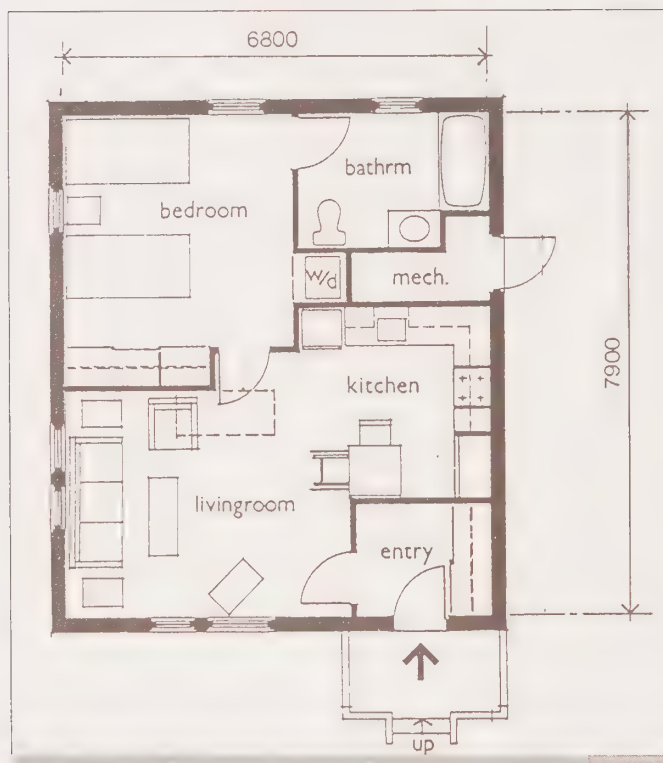 6800
bathrm
bedroom
w/d
mech.
7900
kitchen
livingroom
entry
up